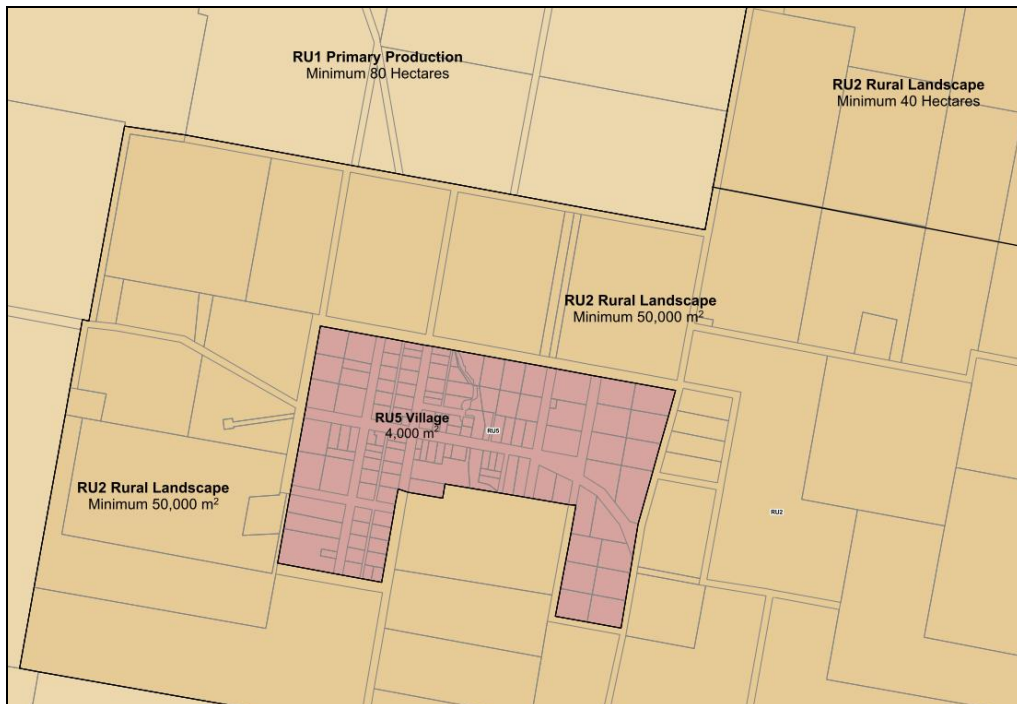 RU1 Primary Production
Minimum 80 Hectares
RU2 Rural Landscape
Minimum 40 Hectares
RU2 Rural Landscape
Minimum 50,000 m²
RU5 Village
4,000 m²
RU5
RU2 Rural Landscape
Minimum 50,000 m²
RU2